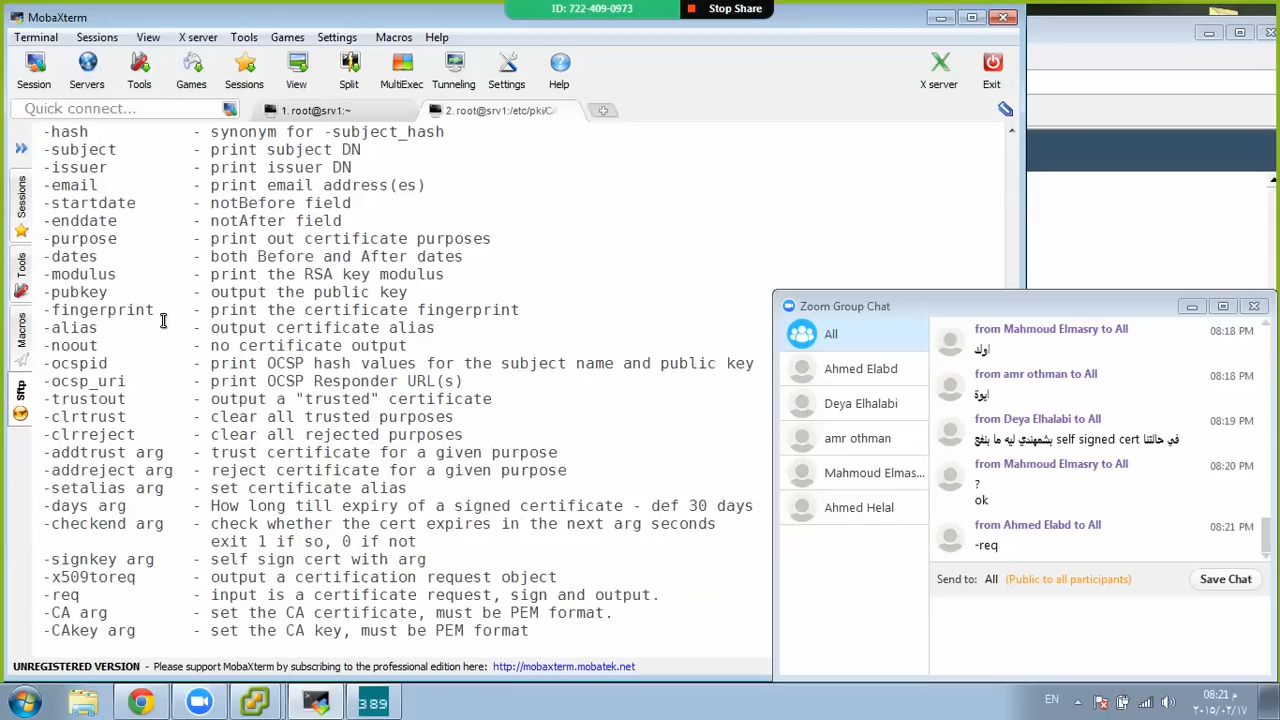 ID: 722-409-0973
Stop Share
MobaXterm
Terminal Sessions View X server Tools Games Settings Macros Help
Session Servers Tools Games Sessions View Split MultiExec Tunneling Settings Help X server Exit
Quick connect...
1. root@srv1:~
2. root@srv1:/etc/pki/CA
Sessions
Tools
Macros
Sftp
-hash - synonym for -subject_hash
-subject - print subject DN
-issuer - print issuer DN
-email - print email address(es)
-startdate - notBefore field
-enddate - notAfter field
-purpose - print out certificate purposes
-dates - both Before and After dates
-modulus - print the RSA key modulus
-pubkey - output the public key
-fingerprint - print the certificate fingerprint
-alias - output certificate alias
-noout - no certificate output
-ocspid - print OCSP hash values for the subject name and public key
-ocsp_uri - print OCSP Responder URL(s)
-trustout - output a "trusted" certificate
-clrtrust - clear all trusted purposes
-clrreject - clear all rejected purposes
-addtrust arg - trust certificate for a given purpose
-addreject arg - reject certificate for a given purpose
-setalias arg - set certificate alias
-days arg - How long till expiry of a signed certificate - def 30 days
-checkend arg - check whether the cert expires in the next arg seconds
exit 1 if so, 0 if not
-signkey arg - self sign cert with arg
-x509toreq - output a certification request object
-req - input is a certificate request, sign and output.
-CA arg - set the CA certificate, must be PEM format.
-CAkey arg - set the CA key, must be PEM format
UNREGISTERED VERSION - Please support MobaXterm by subscribing to the professional edition here: http://mobaxterm.mobatek.net
Zoom Group Chat
All
Ahmed Elabd
Deya Elhalabi
amr othman
Mahmoud Elmas...
Ahmed Helal
from Mahmoud Elmasry to All 08:18 PM
اوك
from amr othman to All 08:18 PM
ايوة
from Deya Elhalabi to All 08:19 PM
في حالتنا self signed cert بشمهندي ليه ما ينفع
from Mahmoud Elmasry to All 08:20 PM
?
ok
from Ahmed Elabd to All 08:21 PM
-req
Send to: All (Public to all participants)
Save Chat
389
EN
08:21 م
٢٠١٥/٠٢/١٧